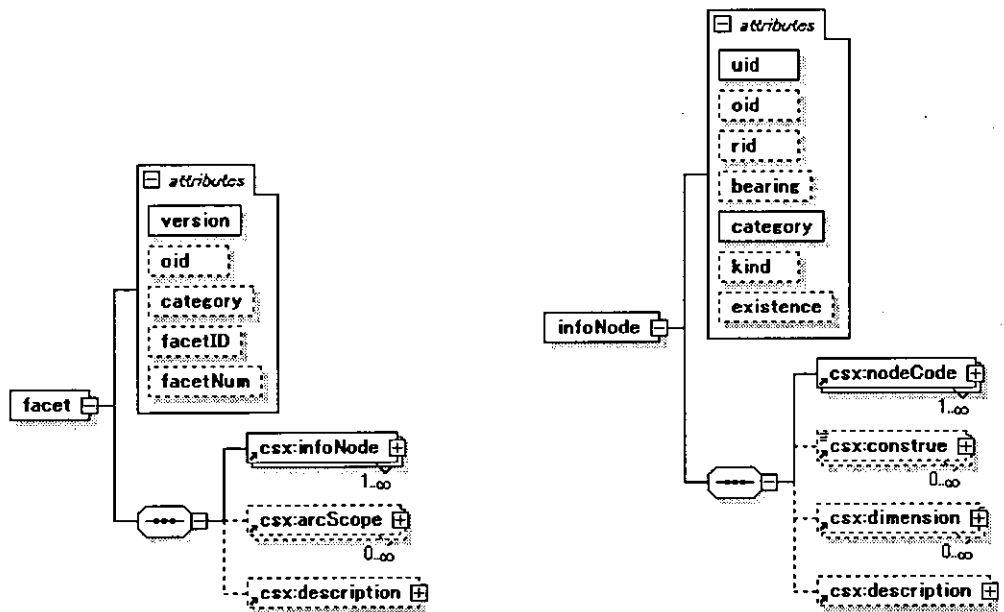 attributes
version
oid
category
facetID
facetNum
facet
csx:infoNode
1..∞
csx:arcScope
0..∞
csx:description
attributes
uid
oid
rid
bearing
category
kind
existence
infoNode
csx:nodeCode
1..∞
csx:construe
0..∞
csx:dimension
0..∞
csx:description